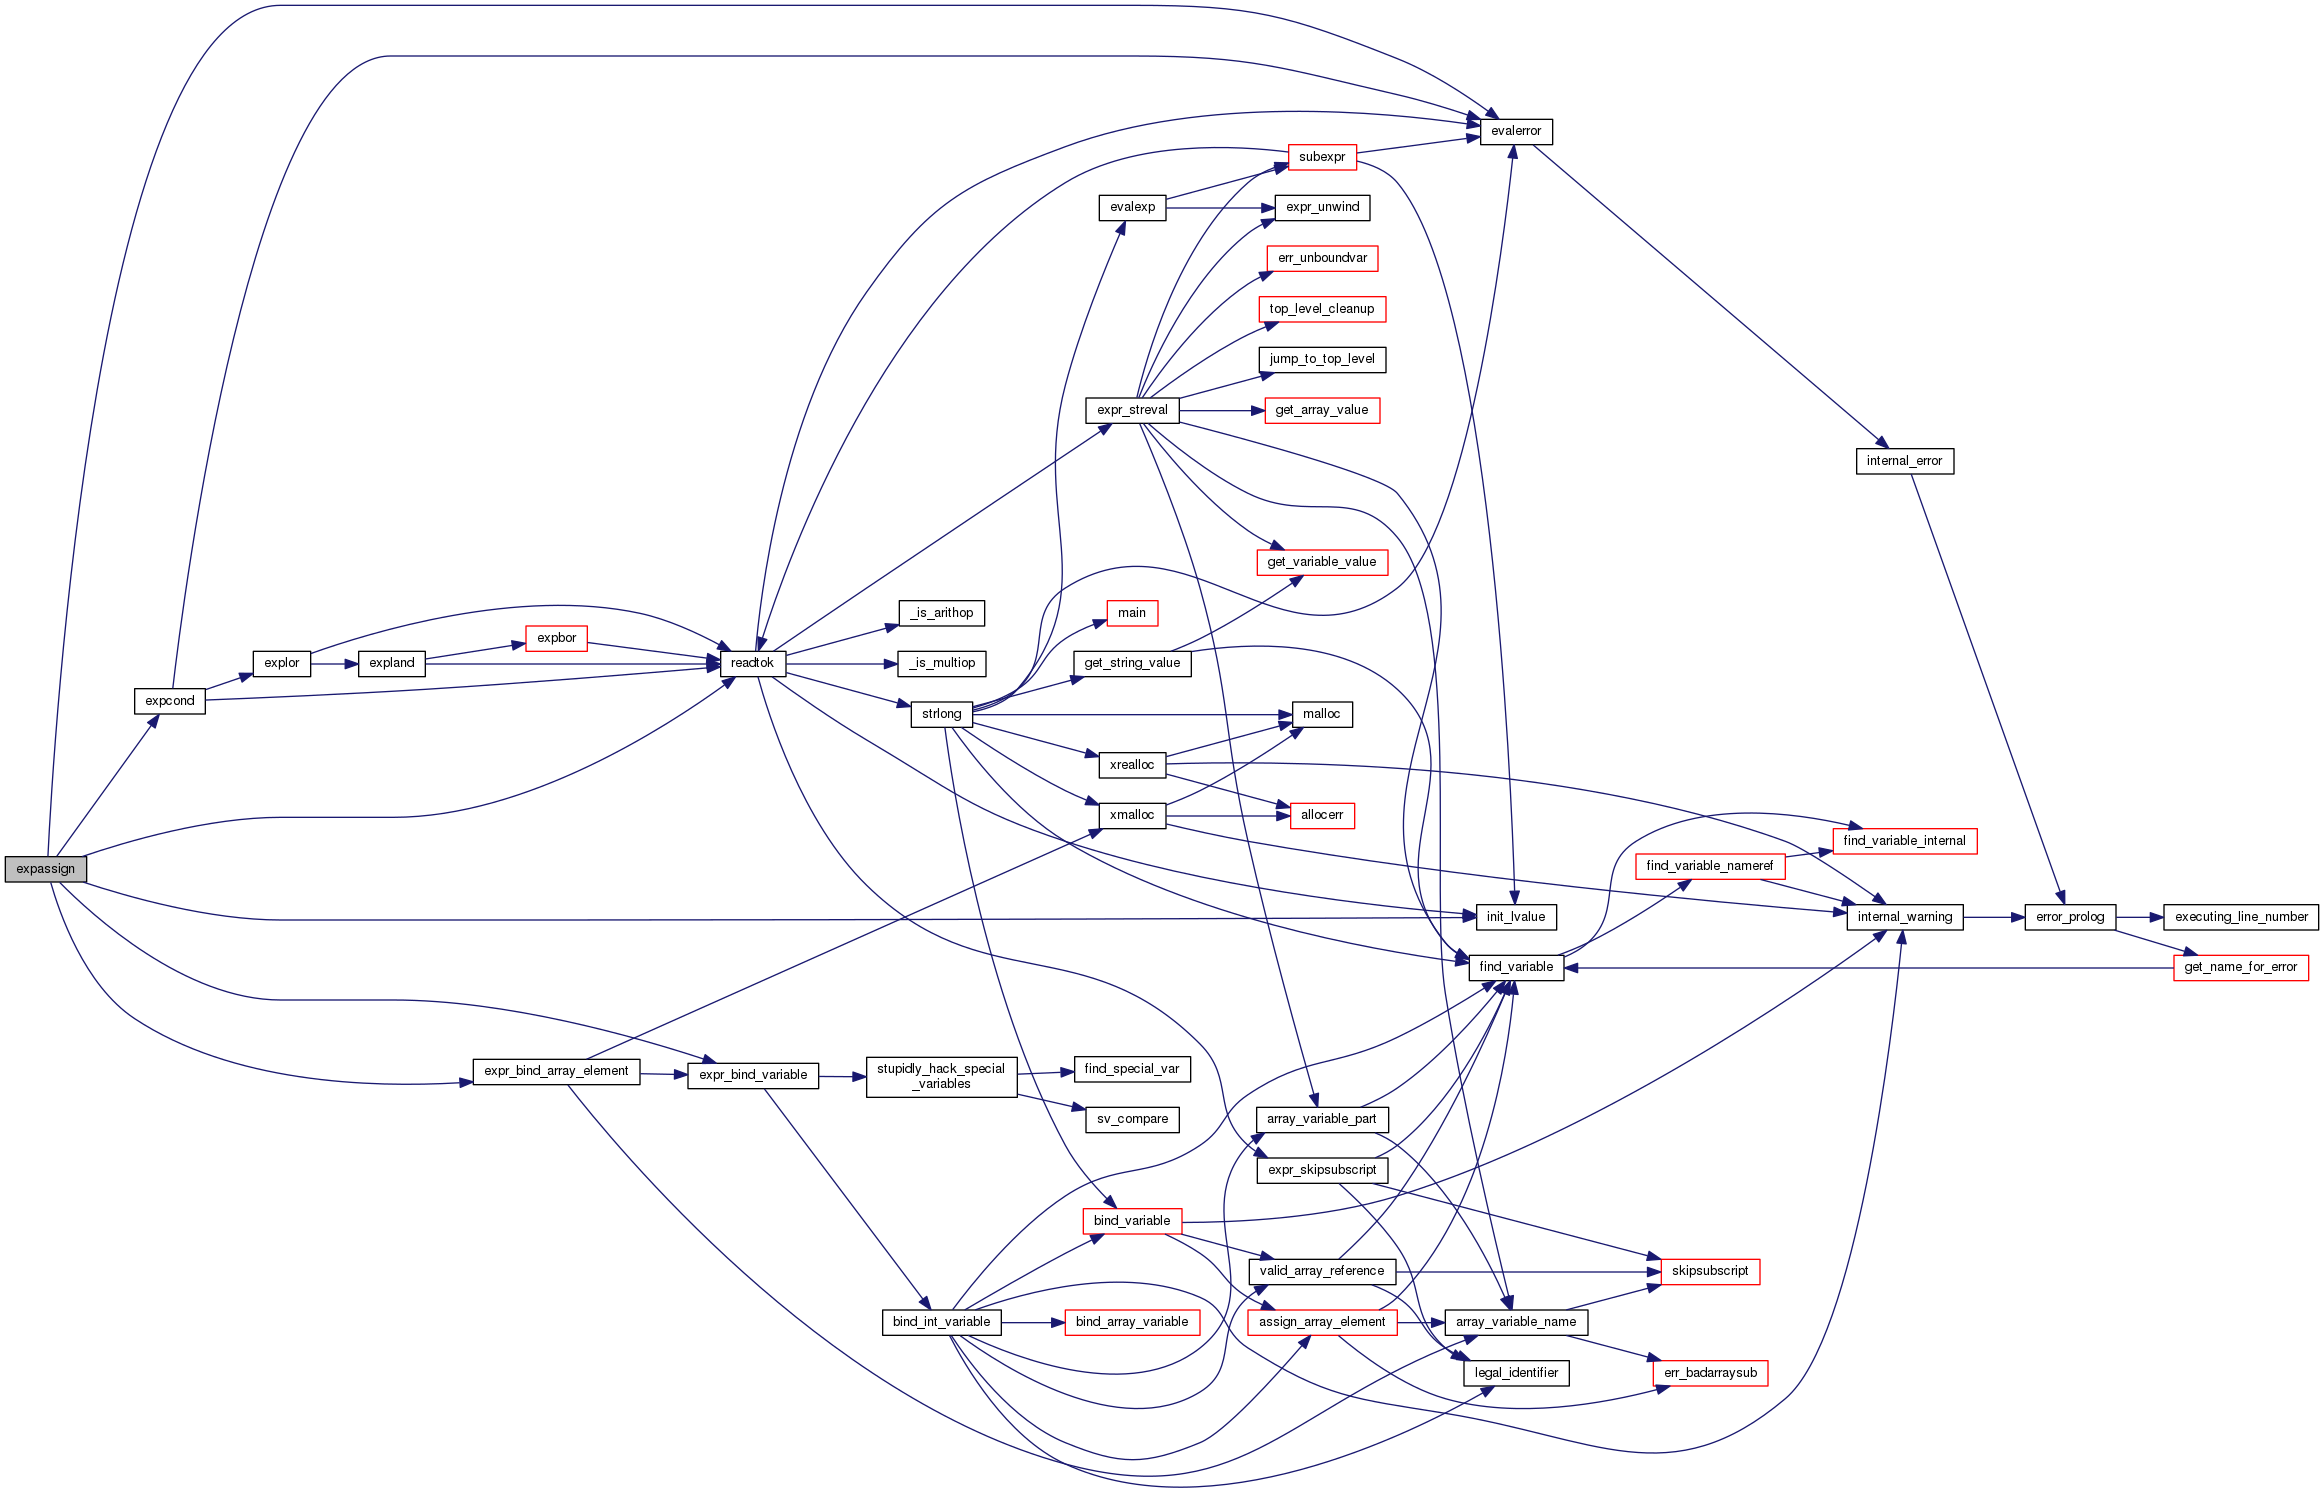 evalerror
subexpr
evalexp
expr_unwind
err_unboundvar
top_level_cleanup
jump_to_top_level
expr_streval
get_array_value
internal_error
get_variable_value
_is_arithop
main
expbor
explor
expland
readtok
_is_multiop
get_string_value
expcond
strlong
malloc
xrealloc
xmalloc
allocerr
find_variable_internal
expassign
find_variable_nameref
init_lvalue
internal_warning
error_prolog
executing_line_number
find_variable
get_name_for_error
expr_bind_array_element
expr_bind_variable
stupidly_hack_special
_variables
find_special_var
sv_compare
array_variable_part
expr_skipsubscript
bind_variable
valid_array_reference
skipsubscript
bind_int_variable
bind_array_variable
assign_array_element
array_variable_name
legal_identifier
err_badarraysub